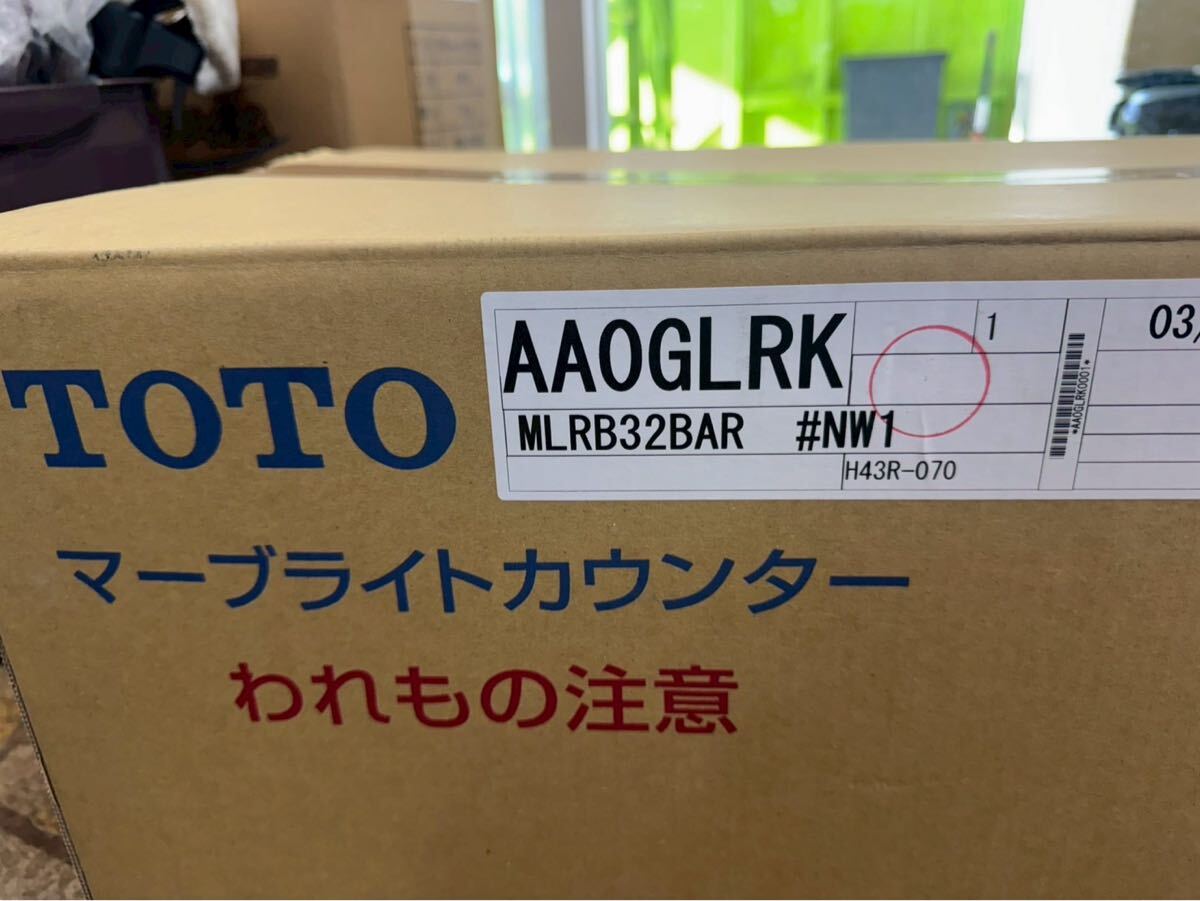 TOTO
AA0GLRK
1
03/
MLRB32BAR #NW1
H43R-070
*AA0GLRK0001*
マーブライトカウンター
われもの注意